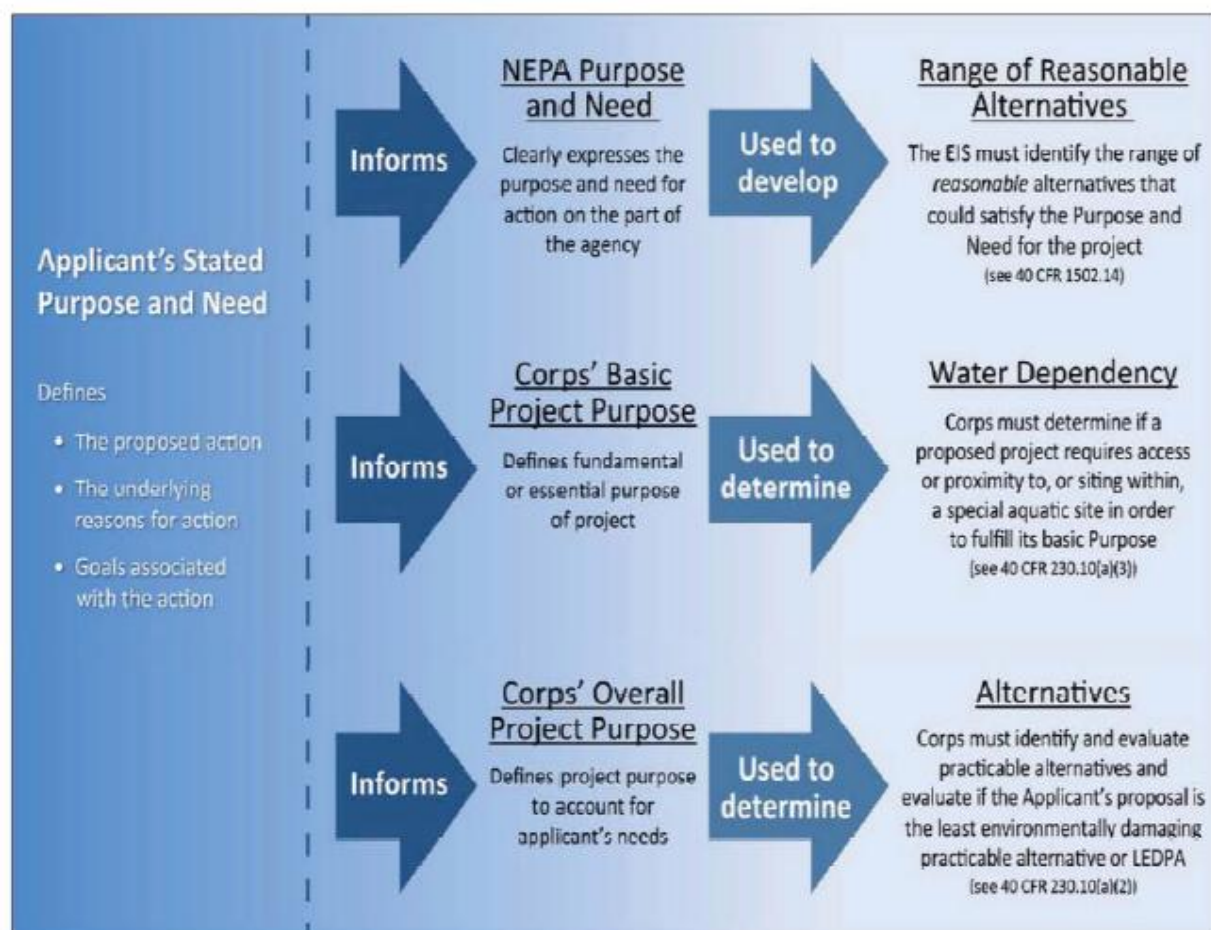 Applicant's Stated
Purpose and Need
Defines
• The proposed action
• The underlying
reasons for action
• Goals associated
with the action
Informs
NEPA Purpose
and Need
Clearly expresses the
purpose and need for
action on the part of
the agency
Used to
develop
Range of Reasonable
Alternatives
The EIS must identify the range of
reasonable alternatives that
could satisfy the Purpose and
Need for the project
(see 40 CFR 1502.14)
Informs
Corps' Basic
Project Purpose
Defines fundamental
or essential purpose
of project
Used to
determine
Water Dependency
Corps must determine if a
proposed project requires access
or proximity to, or siting within,
a special aquatic site in order
to fulfill its basic Purpose
(see 40 CFR 230.10(a)(3))
Informs
Corps' Overall
Project Purpose
Defines project purpose
to account for
applicant's needs
Used to
determine
Alternatives
Corps must identify and evaluate
practicable alternatives and
evaluate if the Applicant's proposal is
the least environmentally damaging
practicable alternative or LEDPA
(see 40 CFR 230.10(a)(2))